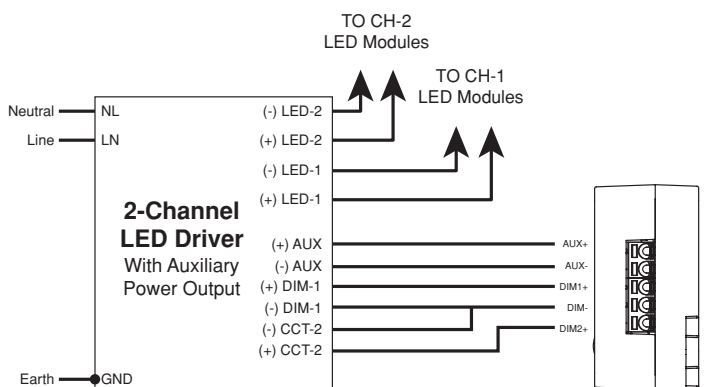 TO CH-2
LED Modules
TO CH-1
LED Modules
Neutral
NL
(-) LED-2
Line
LN
(+) LED-2
(-) LED-1
(+) LED-1
2-Channel
LED Driver
With Auxiliary
Power Output
(+) AUX
(-) AUX
(+) DIM-1
(-) DIM-1
(-) CCT-2
(+) CCT-2
AUX+
AUX-
DIM1+
DIM-
DIM2+
Earth
GND